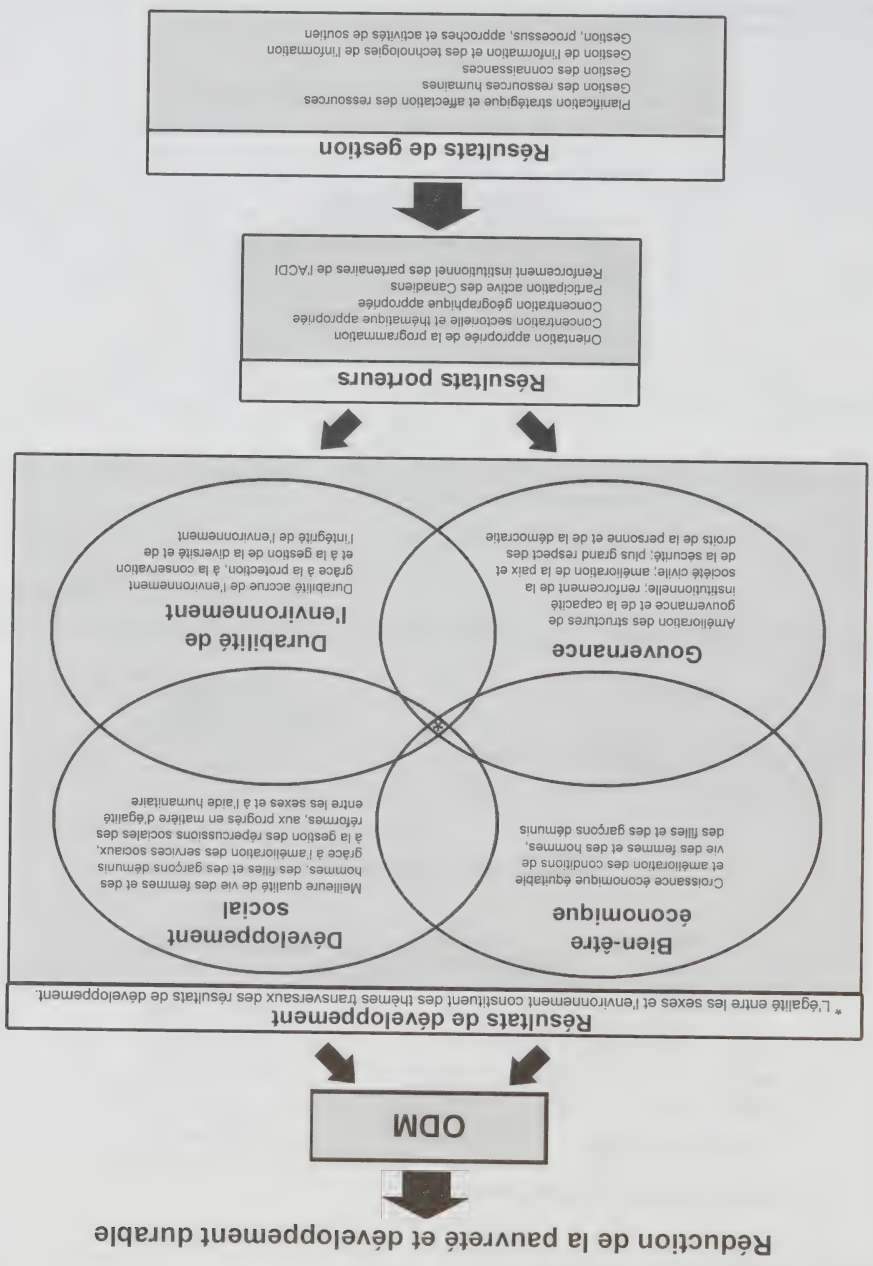 Réduction de la pauvreté et développement durable
ODM
Résultats de développement
* L'égalité entre les sexes et l'environnement constituent des thèmes transversaux des résultats de développement.
Bien-être
économique
Croissance économique équitable
et amélioration des conditions de
vie des femmes et des hommes,
des filles et des garçons démunis
Développement
social
Meilleure qualité de vie des femmes et des
hommes, des filles et des garçons démunis
grâce à l'amélioration des services sociaux,
à la gestion des répercussions sociales des
réformes, aux progrès en matière d'égalité
entre les sexes et à l'aide humanitaire
*
Gouvernance
Amélioration des structures de
gouvernance et de la capacité
institutionnelle; renforcement de la
société civile; amélioration de la paix et
de la sécurité; plus grand respect des
droits de la personne et de la démocratie
Durabilité de
l'environnement
Durabilité accrue de l'environnement
grâce à la protection, à la conservation
et à la gestion de la diversité et de
l'intégrité de l'environnement
Résultats porteurs
Orientation appropriée de la programmation
Concentration sectorielle et thématique appropriée
Concentration géographique appropriée
Participation active des Canadiens
Renforcement institutionnel des partenaires de l'ACDI
Résultats de gestion
Planification stratégique et affectation des ressources
Gestion des ressources humaines
Gestion des connaissances
Gestion de l'information et des technologies de l'information
Gestion, processus, approches et activités de soutien